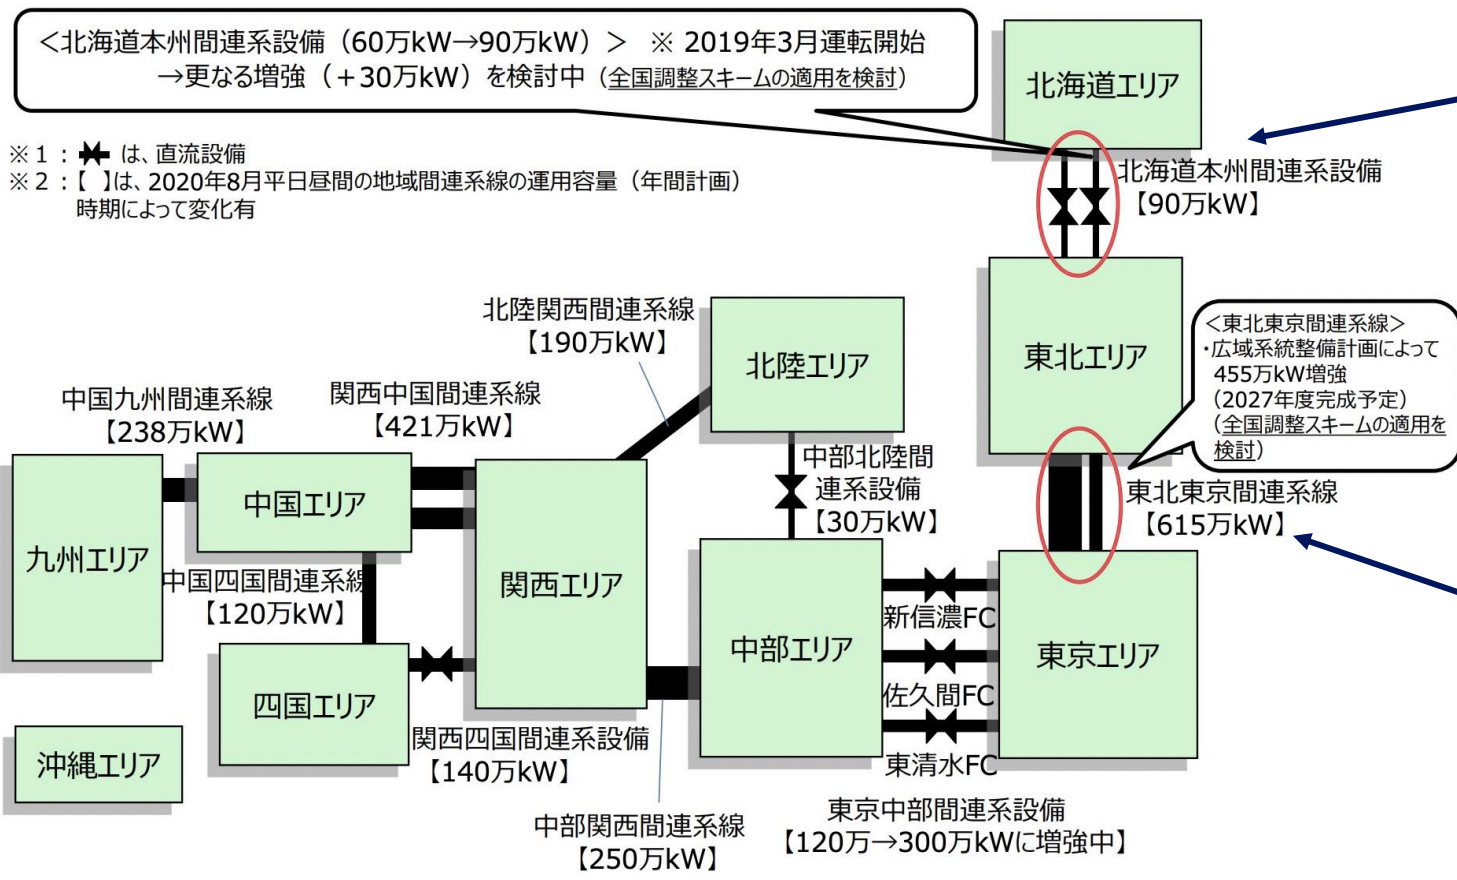 ＜北海道本州間連系設備（60万kW→90万kW）＞ ※ 2019年3月運転開始
→更なる増強（＋30万kW）を検討中（全国調整スキームの適用を検討）
※１：は、直流設備
※２：【 】は、2020年8月平日昼間の地域間連系線の運用容量（年間計画）
時期によって変化有
北海道エリア
北海道本州間連系設備
【90万kW】
東北エリア
＜東北東京間連系線＞
・広域系統整備計画によって
455万kW増強
（2027年度完成予定）
（全国調整スキームの適用を
検討）
東北東京間連系線
【615万kW】
北陸関西間連系線
【190万kW】
北陸エリア
中国九州間連系線
【238万kW】
関西中国間連系線
【421万kW】
中部北陸間
連系設備
【30万kW】
九州エリア
中国エリア
関西エリア
中国四国間連系線
【120万kW】
中部エリア
新信濃FC
佐久間FC
東清水FC
東京エリア
四国エリア
関西四国間連系設備
【140万kW】
沖縄エリア
中部関西間連系線
【250万kW】
東京中部間連系設備
【120万→300万kWに増強中】